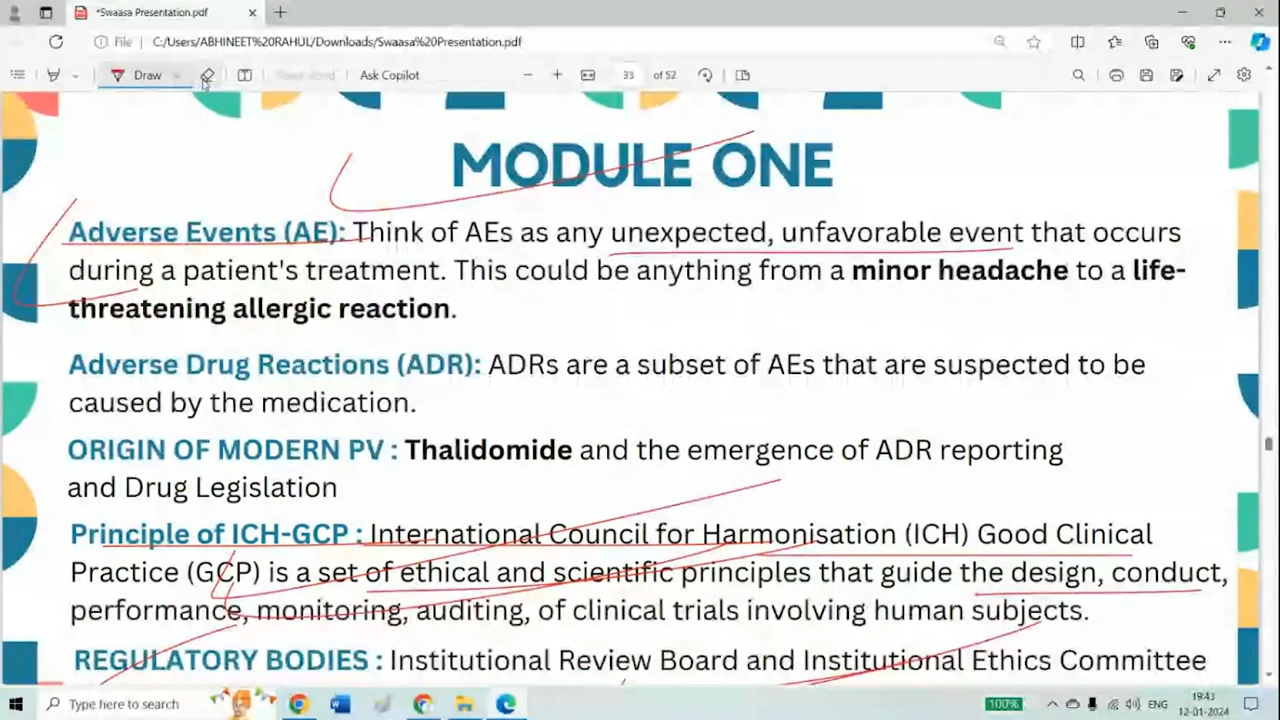 *Swaasa Presentation.pdf
File C:/Users/ABHINEET%20RAHUL/Downloads/Swaasa%20Presentation.pdf
Draw Read aloud Ask Copilot 33 of 52
MODULE ONE
Adverse Events (AE): Think of AEs as any unexpected, unfavorable event that occurs
during a patient's treatment. This could be anything from a minor headache to a life-
threatening allergic reaction.
Adverse Drug Reactions (ADR): ADRs are a subset of AEs that are suspected to be
caused by the medication.
ORIGIN OF MODERN PV : Thalidomide and the emergence of ADR reporting
and Drug Legislation
Principle of ICH-GCP : International Council for Harmonisation (ICH) Good Clinical
Practice (GCP) is a set of ethical and scientific principles that guide the design, conduct,
performance, monitoring, auditing, of clinical trials involving human subjects.
REGULATORY BODIES : Institutional Review Board and Institutional Ethics Committee
Type here to search 100% ENG 19:43
12-01-2024